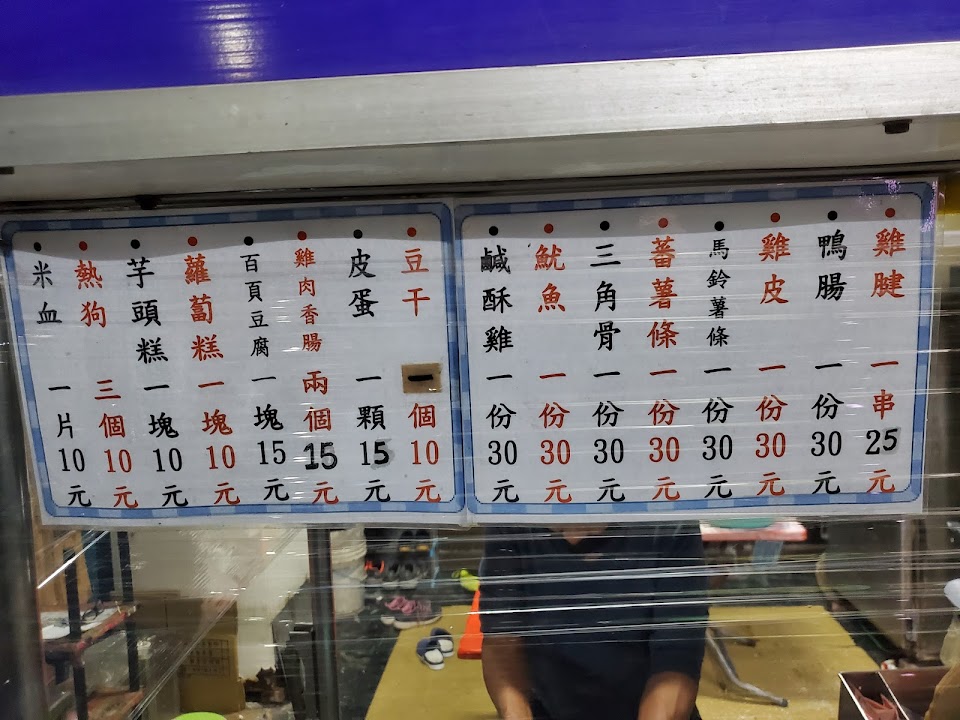 雞腱一串25元
鴨腸一份30元
雞皮一份30元
馬鈴薯條一份30元
蕃薯條一份30元
三角骨一份30元
魷魚一份30元
鹹酥雞一份30元
豆干一個10元
皮蛋一顆15元
雞肉香腸兩個15元
百頁豆腐一塊15元
蘿蔔糕一塊10元
芋頭糕一塊10元
熱狗三個10元
米血一片10元